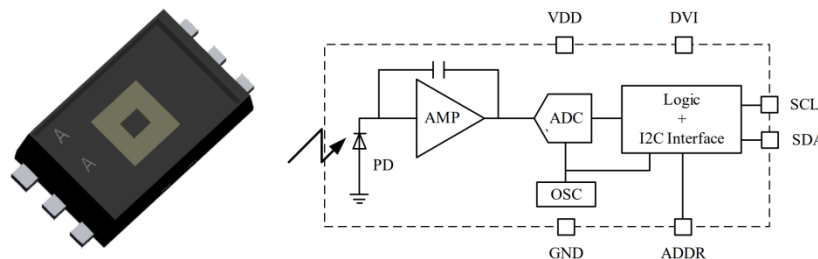 A
A
VDD
DVI
AMP
ADC
Logic
+
I2C Interface
SCL
SDA
PD
OSC
GND
ADDR